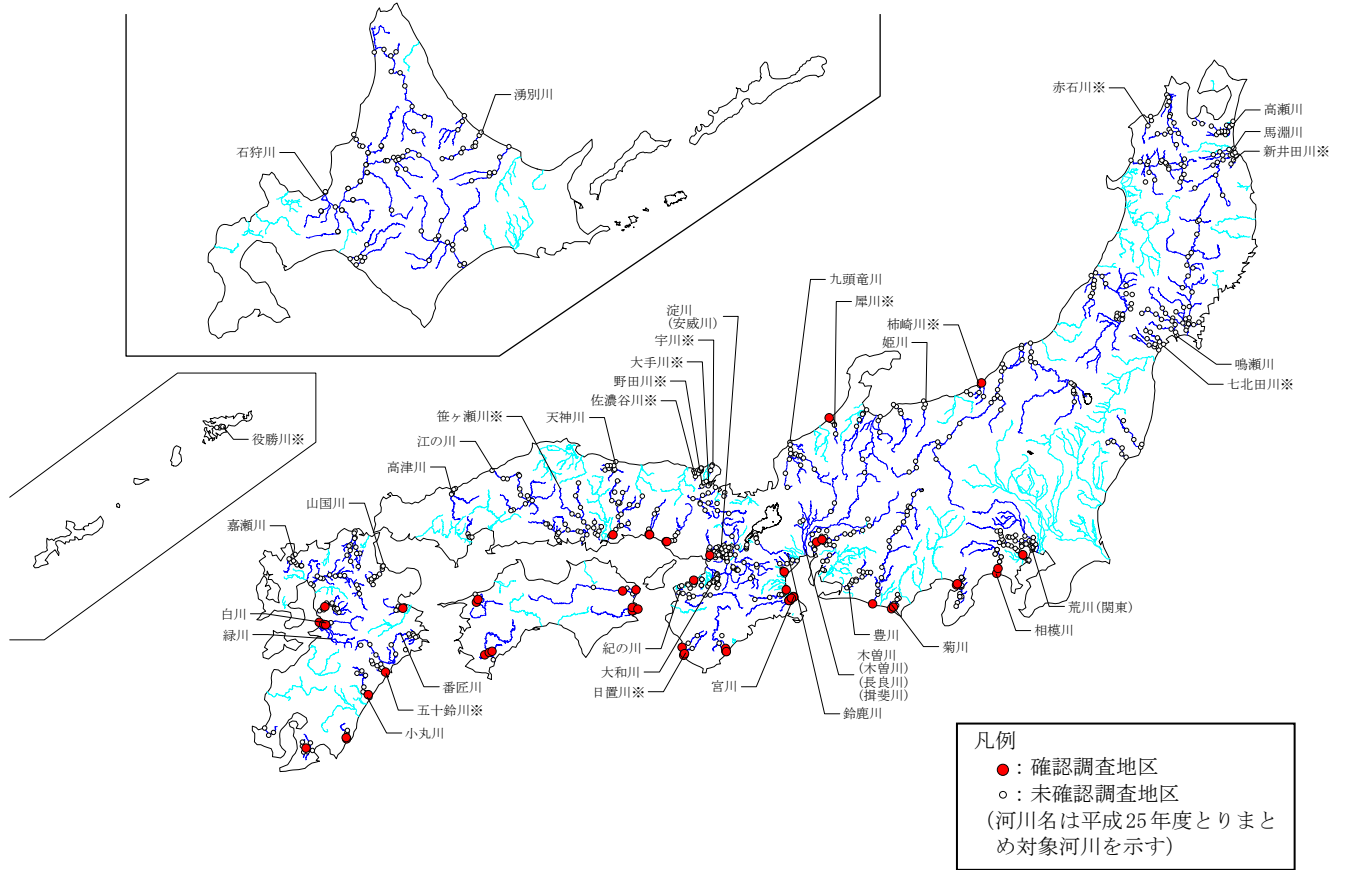 湧別川
石狩川
赤石川※
高瀬川
馬淵川
新井田川※
九頭竜川
犀川※
淀川
(安威川)
柿崎川※
宇川※
姫川
大手川※
鳴瀬川
野田川※
七北田川※
佐濃谷川※
笹ヶ瀬川※
天神川
役勝川※
江の川
高津川
山国川
嘉瀬川
白川
緑川
荒川(関東)
相模川
豊川
菊川
紀の川
木曽川
(木曽川)
(長良川)
(揖斐川)
大和川
番匠川
宮川
日置川※
五十鈴川※
鈴鹿川
小丸川
凡例
：確認調査地区
：未確認調査地区
（河川名は平成25年度とりまと
め対象河川を示す）